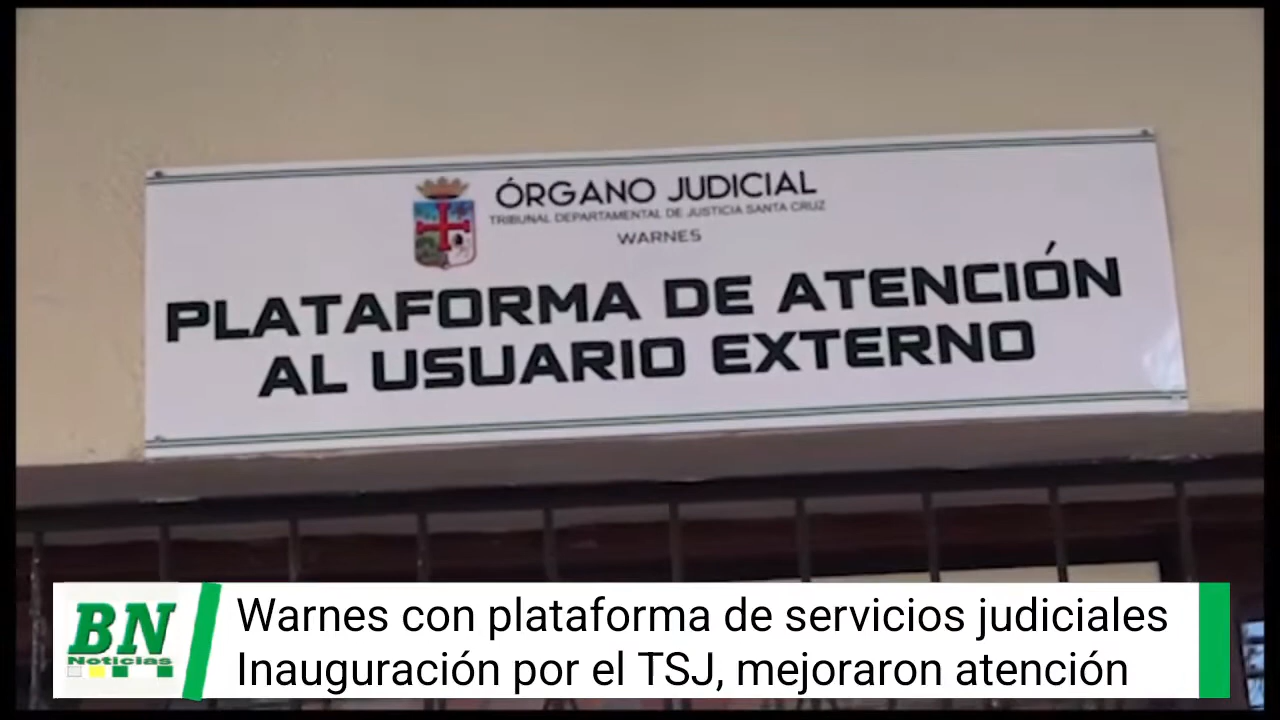 ÓRGANO JUDICIAL
TRIBUNAL DEPARTAMENTAL DE JUSTICIA SANTA CRUZ
WARNES
PLATAFORMA DE ATENCIÓN
AL USUARIO EXTERNO
BN
Noticias
Warnes con plataforma de servicios judiciales
Inauguración por el TSJ, mejoraron atención